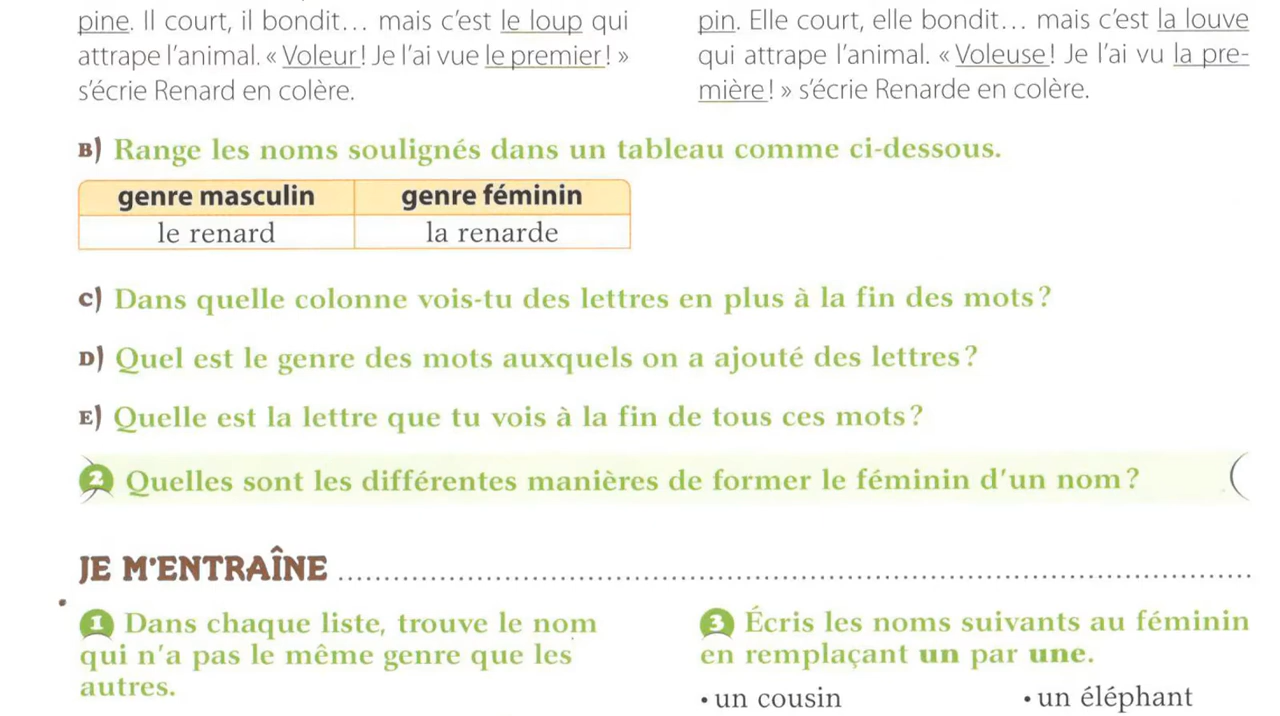 pine. Il court, il bondit... mais c'est le loup qui
attrape l'animal. « Voleur ! Je l'ai vue le premier ! »
s'écrie Renard en colère.
pin. Elle court, elle bondit... mais c'est la louve
qui attrape l'animal. « Voleuse ! Je l'ai vu la pre-
mière ! » s'écrie Renarde en colère.
B) Range les noms soulignés dans un tableau comme ci-dessous.
genre masculin genre féminin
le renard la renarde
C) Dans quelle colonne vois-tu des lettres en plus à la fin des mots ?
D) Quel est le genre des mots auxquels on a ajouté des lettres ?
E) Quelle est la lettre que tu vois à la fin de tous ces mots ?
2 Quelles sont les différentes manières de former le féminin d'un nom ?
JE M'ENTRAÎNE
1 Dans chaque liste, trouve le nom
qui n'a pas le même genre que les
autres.
3 Écris les noms suivants au féminin
en remplaçant un par une.
• un cousin • un éléphant